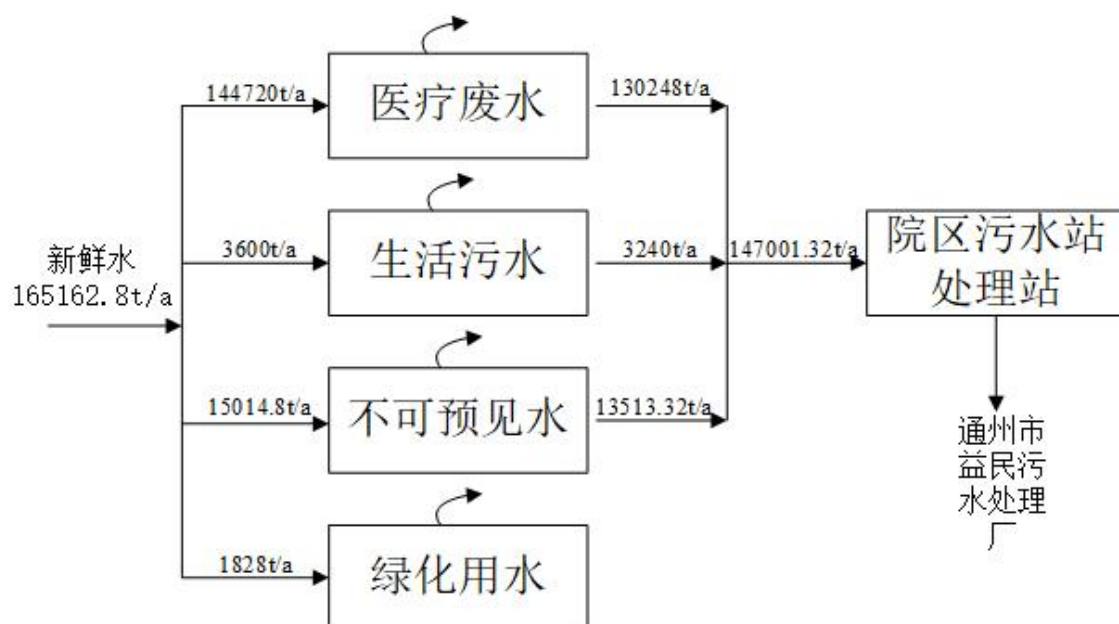 144720t/a
医疗废水
130248t/a
新鲜水
165162.8t/a
3600t/a
生活污水
3240t/a
147001.32t/a
院区污水站
处理站
15014.8t/a
不可预见水
13513.32t/a
通州市
益民污
水处理
厂
1828t/a
绿化用水